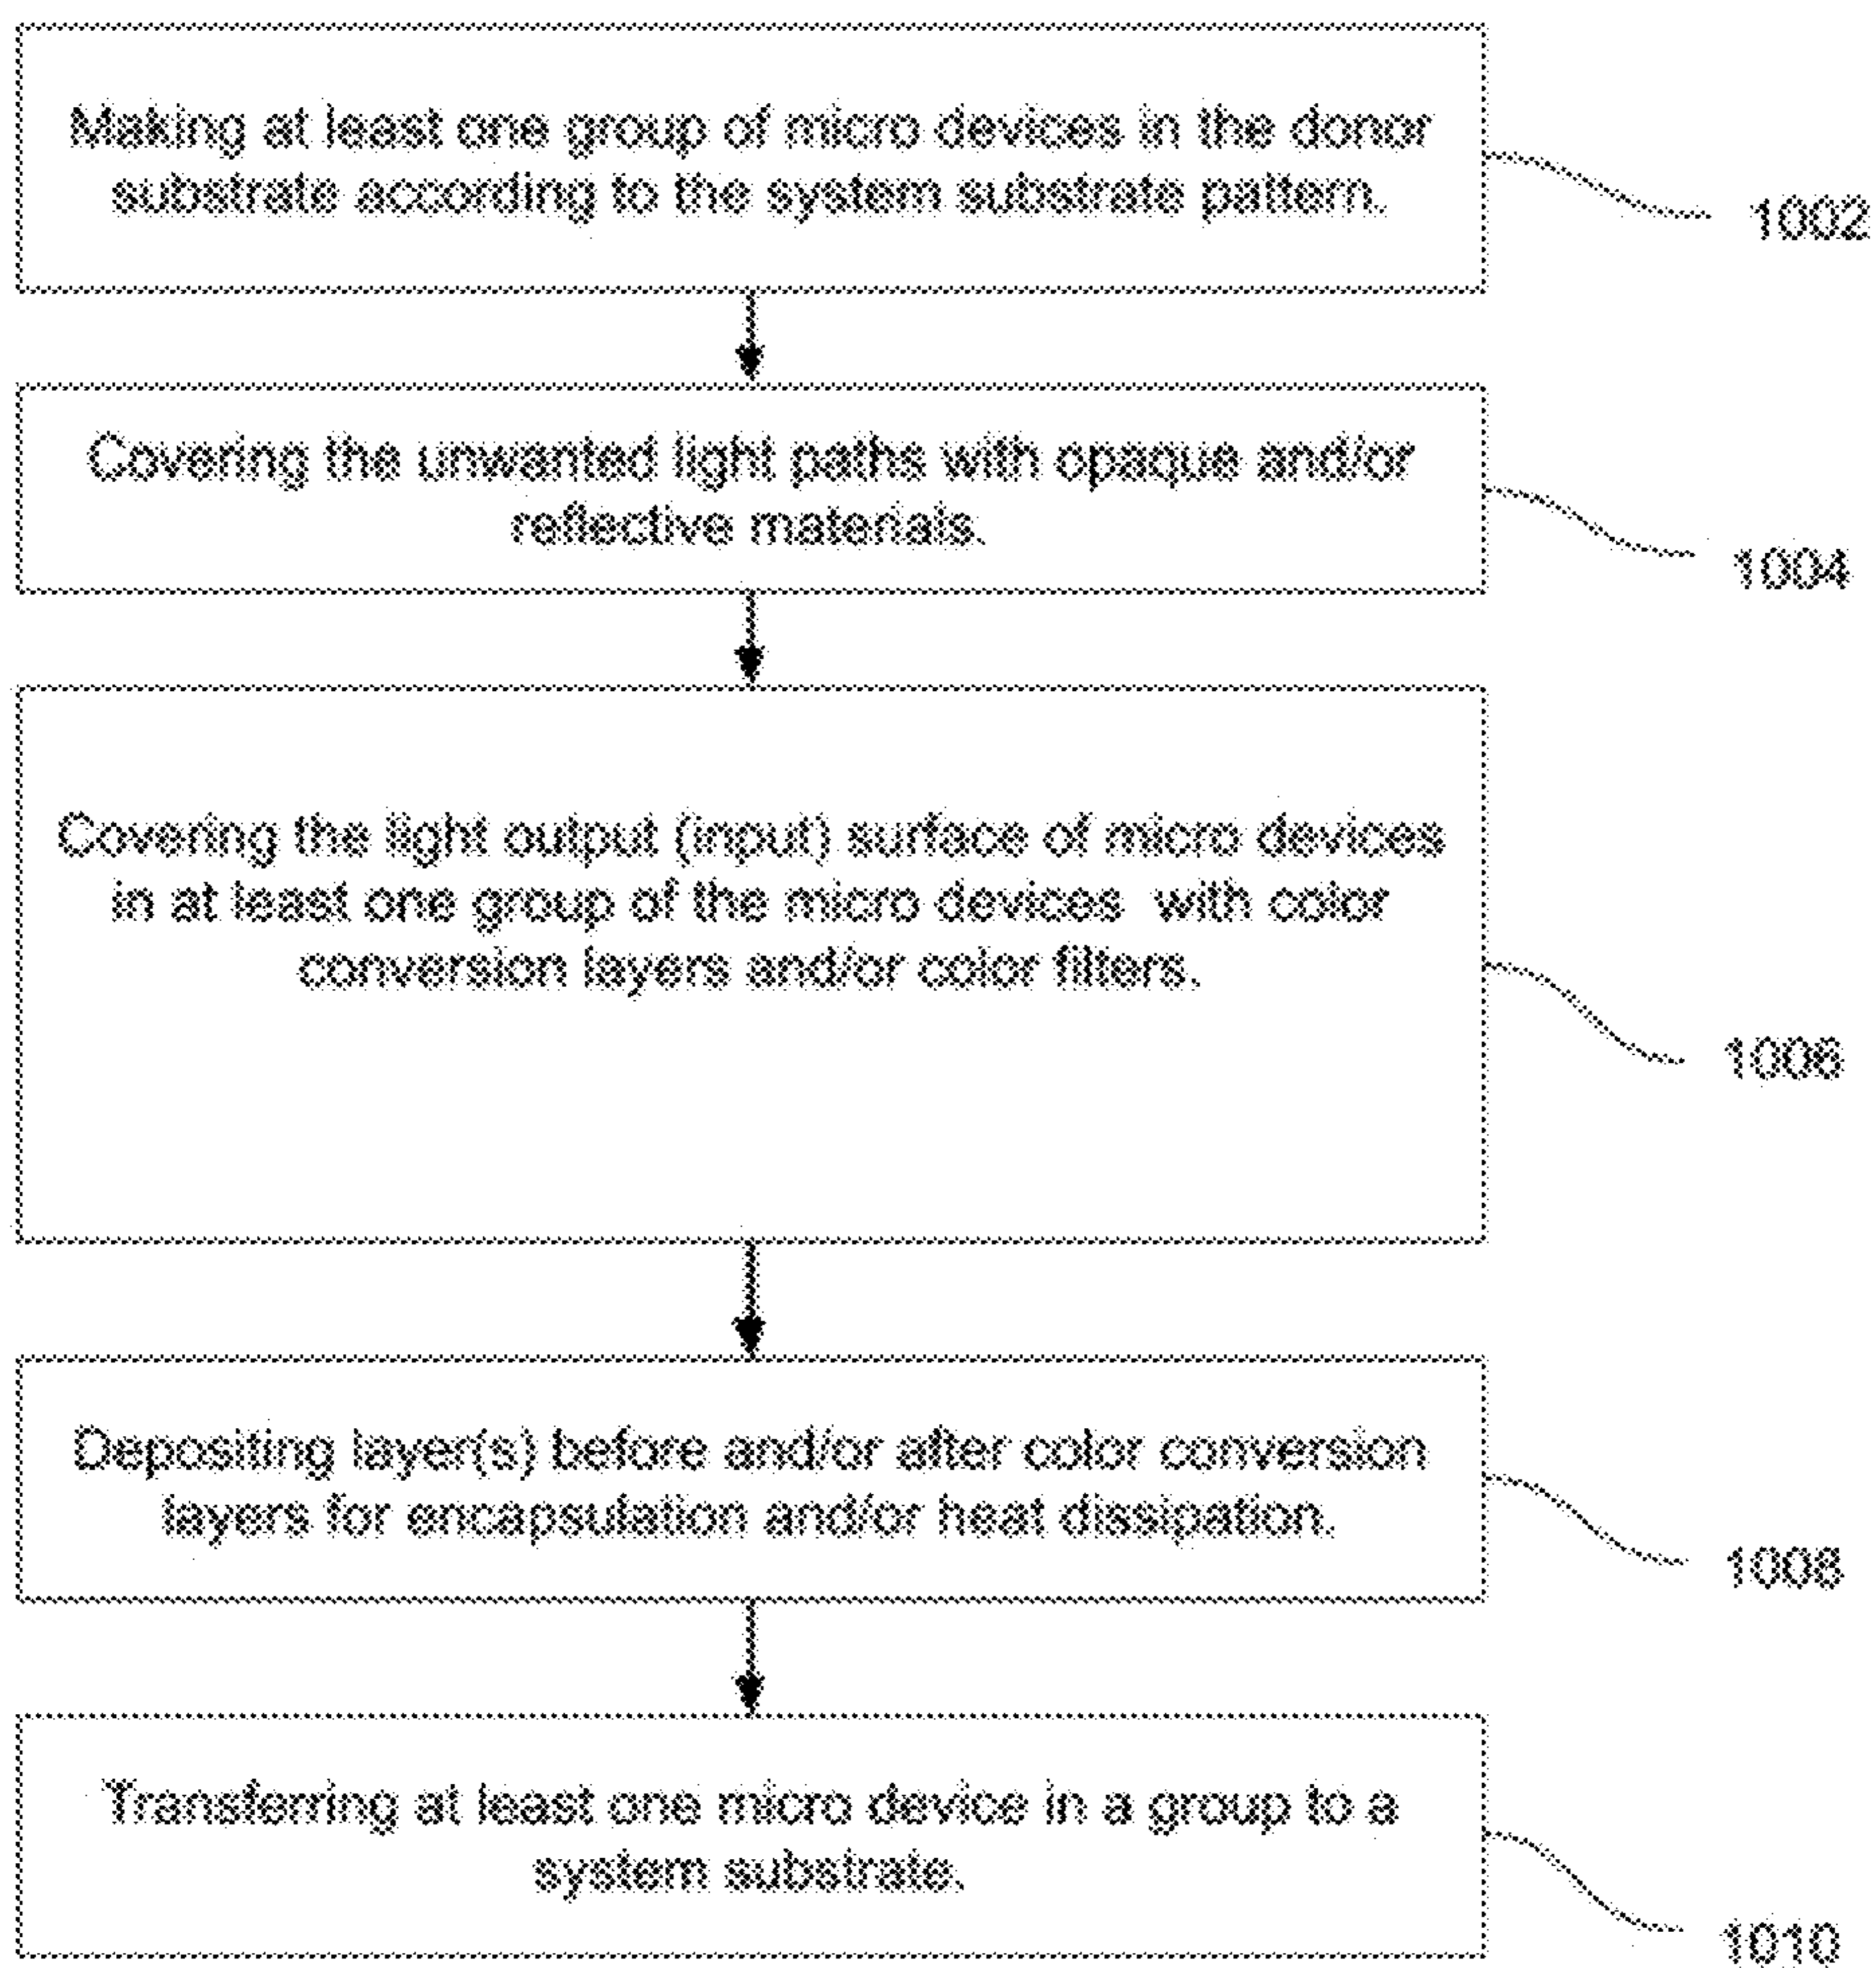 Making at least one group of micro devices in the donor
substrate according to the system substrate pattern.
1002
Covering the unwanted light paths with opaque and/or
reflective materials.
1004
Covering the light output (input) surface of micro devices
in at least one group of the micro devices with color
conversion layers and/or color filters.
1006
Depositing layer(s) before and/or after color conversion
layers for encapsulation and/or heat dissipation.
1008
Transferring at least one micro device in a group to a
system substrate.
1010